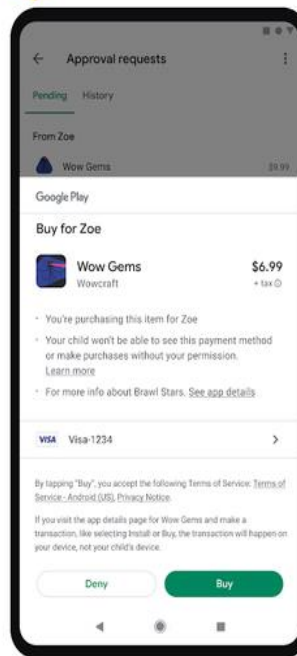 Approval requests
Pending History
From Zoe
Wow Gems $9.99
Google Play
Buy for Zoe
Wow Gems $6.99
Wowcraft + tax
• You're purchasing this item for Zoe
• Your child won't be able to see this payment method
or make purchases without your permission.
Learn more
• For more info about Brawl Stars, See app details
VISA Visa-1234
By tapping "Buy", you accept the following Terms of Service: Terms of
Service - Android (US), Privacy Notice.
If you visit the app details page for Wow Gems and make a
transaction, like selecting Install or Buy, the transaction will happen on
your device, not your child's device.
Deny Buy